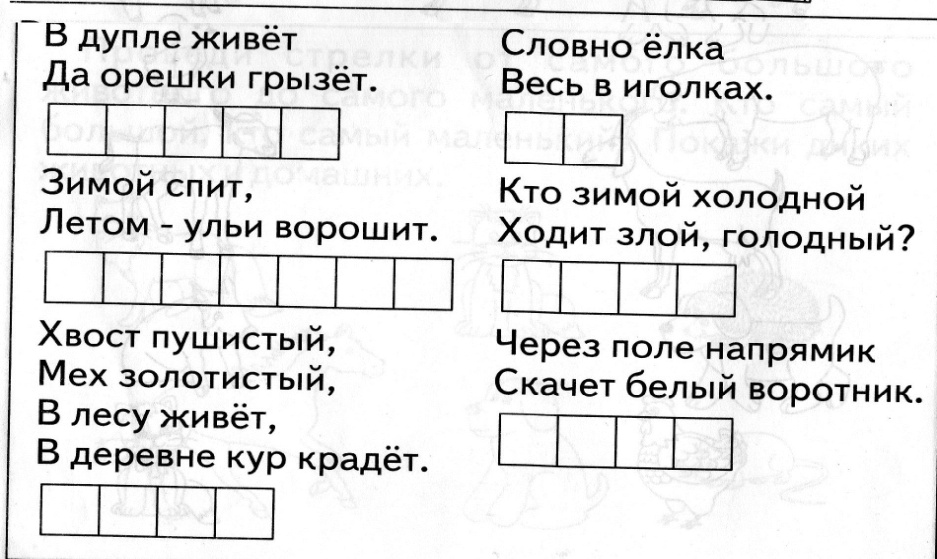 В дупле живёт
Да орешки грызёт.
Зимой спит,
Летом - ульи ворошит.
Хвост пушистый,
Мех золотистый,
В лесу живёт,
В деревне кур крадёт.
Словно ёлка
Весь в иголках.
Кто зимой холодной
Ходит злой, голодный?
Через поле напрямик
Скачет белый воротник.